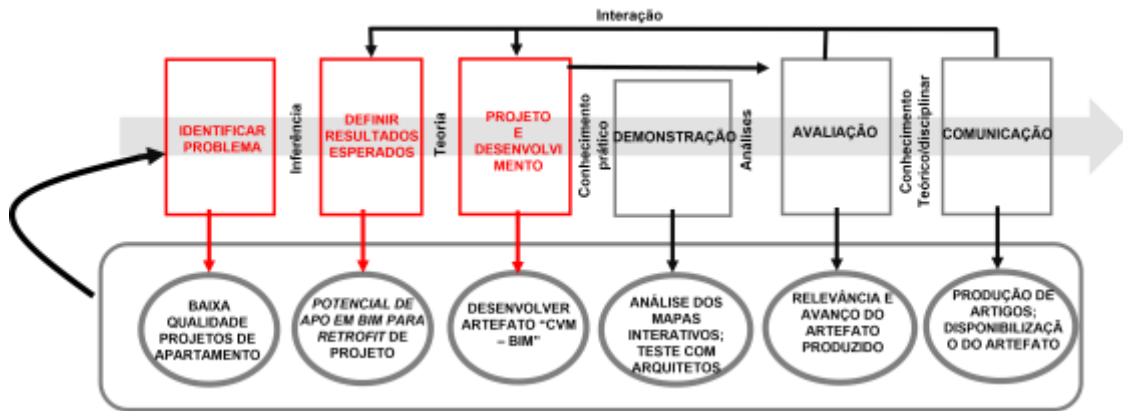 Interação
IDENTIFICAR
PROBLEMA
Inferência
DEFINIR
RESULTADOS
ESPERADOS
Teoria
PROJETO
E
DESENVOLVI
MENTO
Conhecimento
prático
DEMONSTRAÇÃO
Análises
AVALIAÇÃO
Conhecimento
Teórico/disciplinar
COMUNICAÇÃO
BAIXA
QUALIDADE
PROJETOS DE
APARTAMENTO
POTENCIAL DE
APO EM BIM PARA
RETROFIT DE
PROJETO
DESENVOLVER
ARTEFATO “CVM
– BIM”
ANÁLISE DOS
MAPAS
INTERATIVOS;
TESTE COM
ARQUITETOS
RELEVÂNCIA E
AVANÇO DO
ARTEFATO
PRODUZIDO
PRODUÇÃO DE
ARTIGOS;
DISPONIBILIZAÇÃ
O DO ARTEFATO